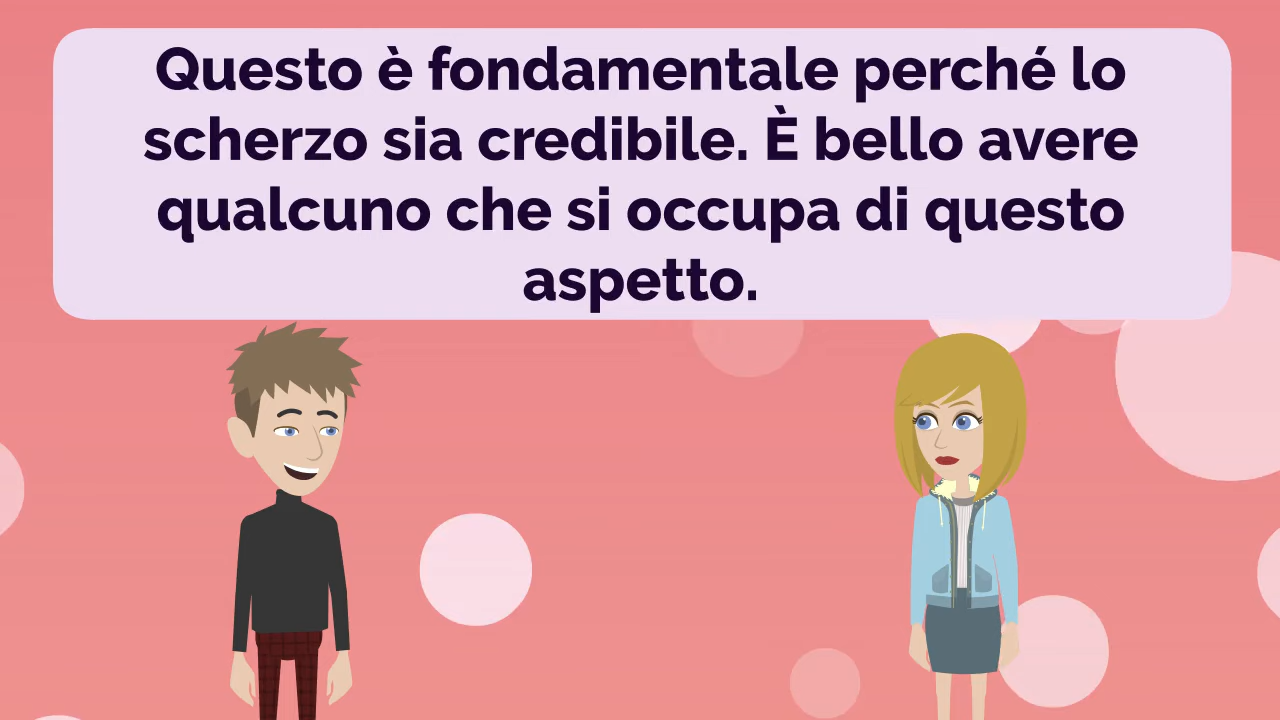 Questo è fondamentale perché lo
scherzo sia credibile. È bello avere
qualcuno che si occupa di questo
aspetto.